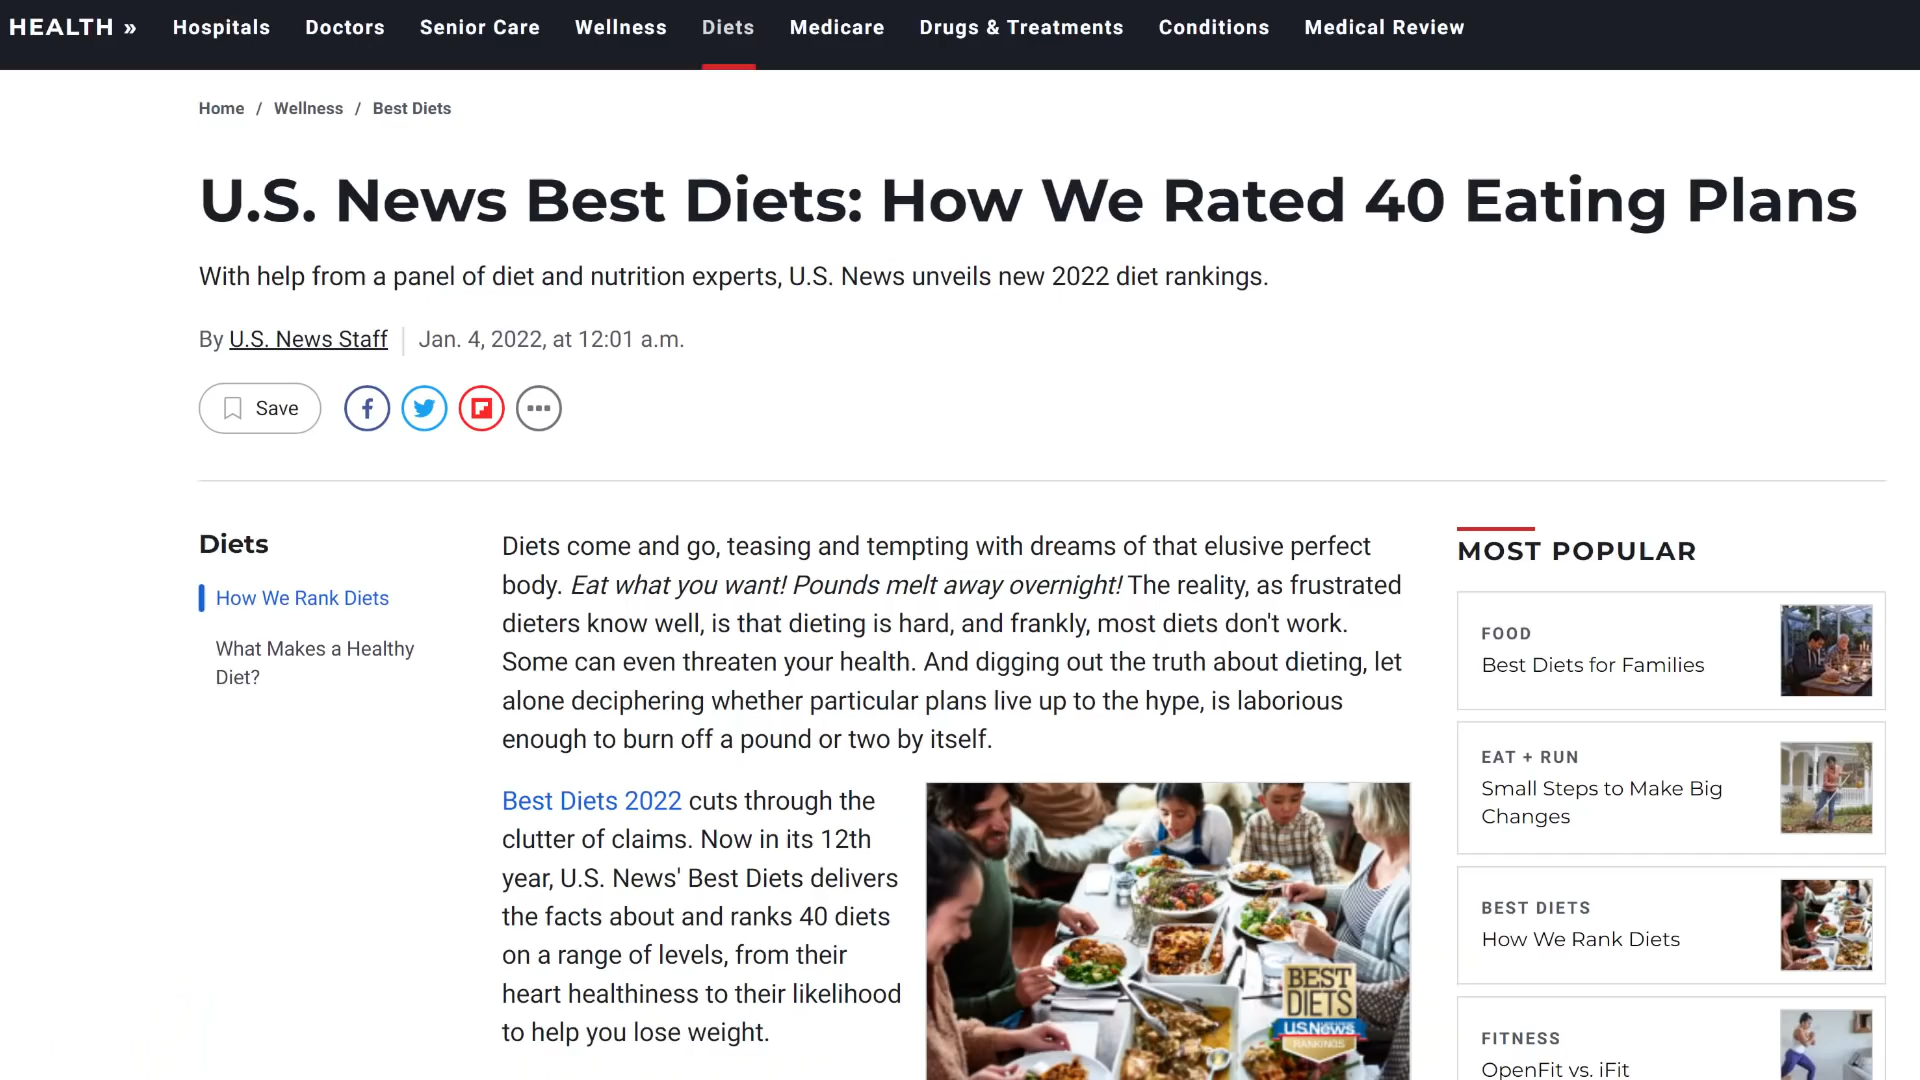 HEALTH » Hospitals Doctors Senior Care Wellness Diets Medicare Drugs & Treatments Conditions Medical Review
Home / Wellness / Best Diets
U.S. News Best Diets: How We Rated 40 Eating Plans
With help from a panel of diet and nutrition experts, U.S. News unveils new 2022 diet rankings.
By U.S. News Staff | Jan. 4, 2022, at 12:01 a.m.
Save
Diets
How We Rank Diets
What Makes a Healthy
Diet?
Diets come and go, teasing and tempting with dreams of that elusive perfect
body. Eat what you want! Pounds melt away overnight! The reality, as frustrated
dieters know well, is that dieting is hard, and frankly, most diets don't work.
Some can even threaten your health. And digging out the truth about dieting, let
alone deciphering whether particular plans live up to the hype, is laborious
enough to burn off a pound or two by itself.
Best Diets 2022 cuts through the
clutter of claims. Now in its 12th
year, U.S. News' Best Diets delivers
the facts about and ranks 40 diets
on a range of levels, from their
heart healthiness to their likelihood
to help you lose weight.
BEST
DIETS
U.S.News
RANKINGS
MOST POPULAR
FOOD
Best Diets for Families
EAT + RUN
Small Steps to Make Big
Changes
BEST DIETS
How We Rank Diets
FITNESS
OpenFit vs. iFit